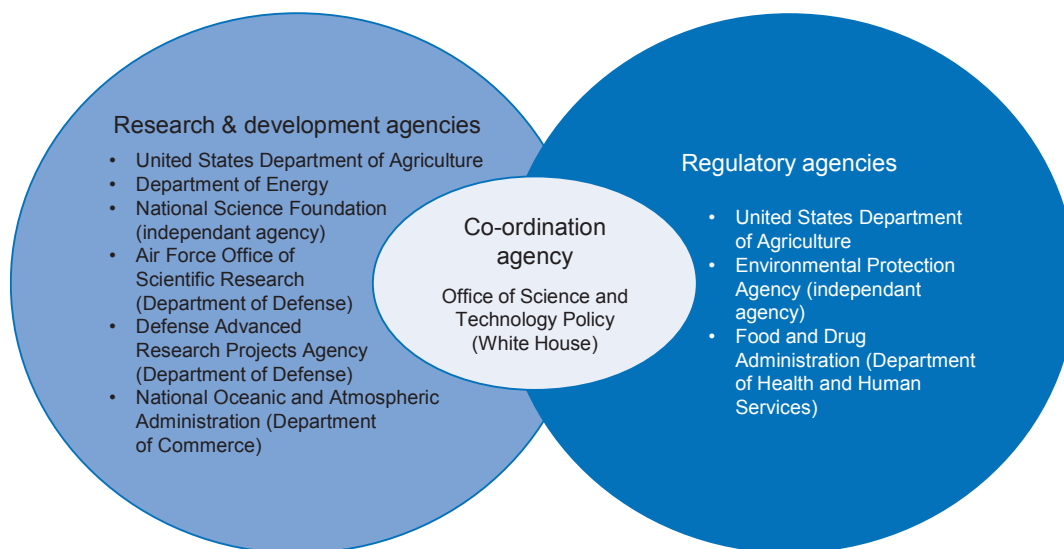 Research & development agencies
• United States Department of Agriculture
• Department of Energy
• National Science Foundation
(independant agency)
• Air Force Office of
Scientific Research
(Department of Defense)
• Defense Advanced
Research Projects Agency
(Department of Defense)
• National Oceanic and Atmospheric
Administration (Department
of Commerce)
Co-ordination
agency
Office of Science and
Technology Policy
(White House)
Regulatory agencies
• United States Department
of Agriculture
• Environmental Protection
Agency (independant
agency)
• Food and Drug
Administration (Department
of Health and Human
Services)